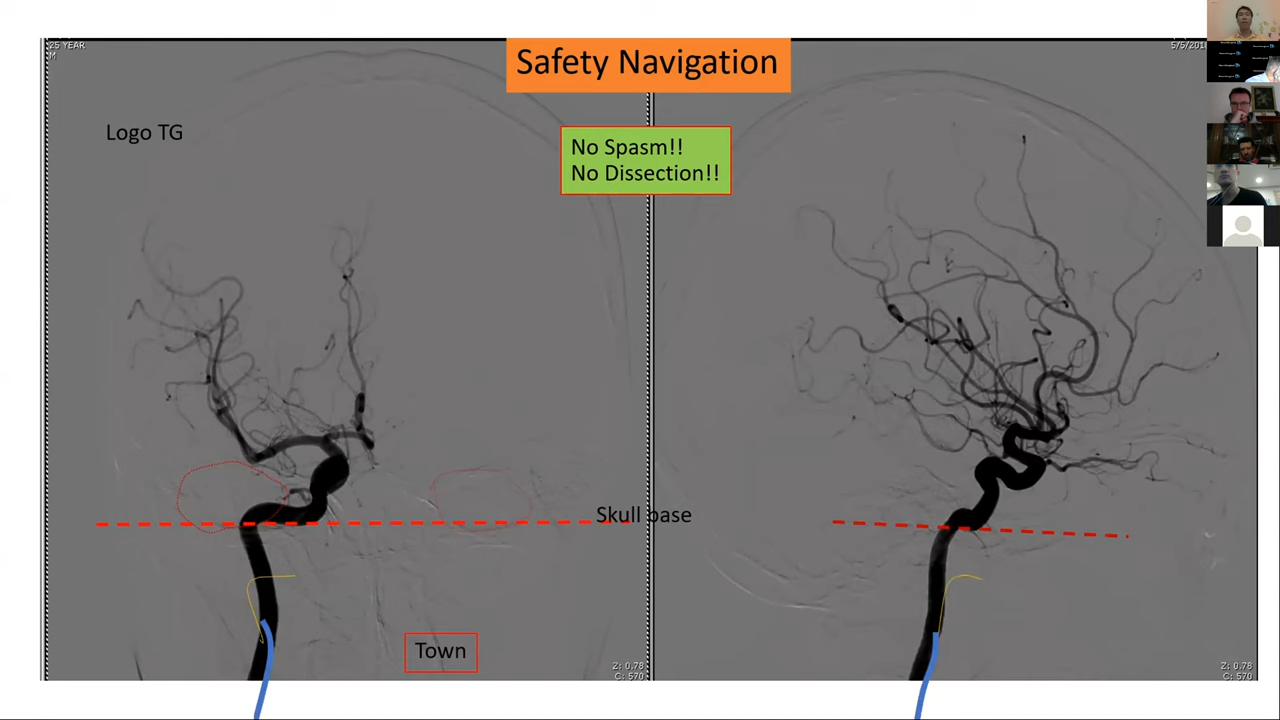 25 YEAR
M
Safety Navigation
Logo TG
No Spasm!!
No Dissection!!
Skull base
Town
Z: 0.78
C: 570
Z: 0.78
C: 570